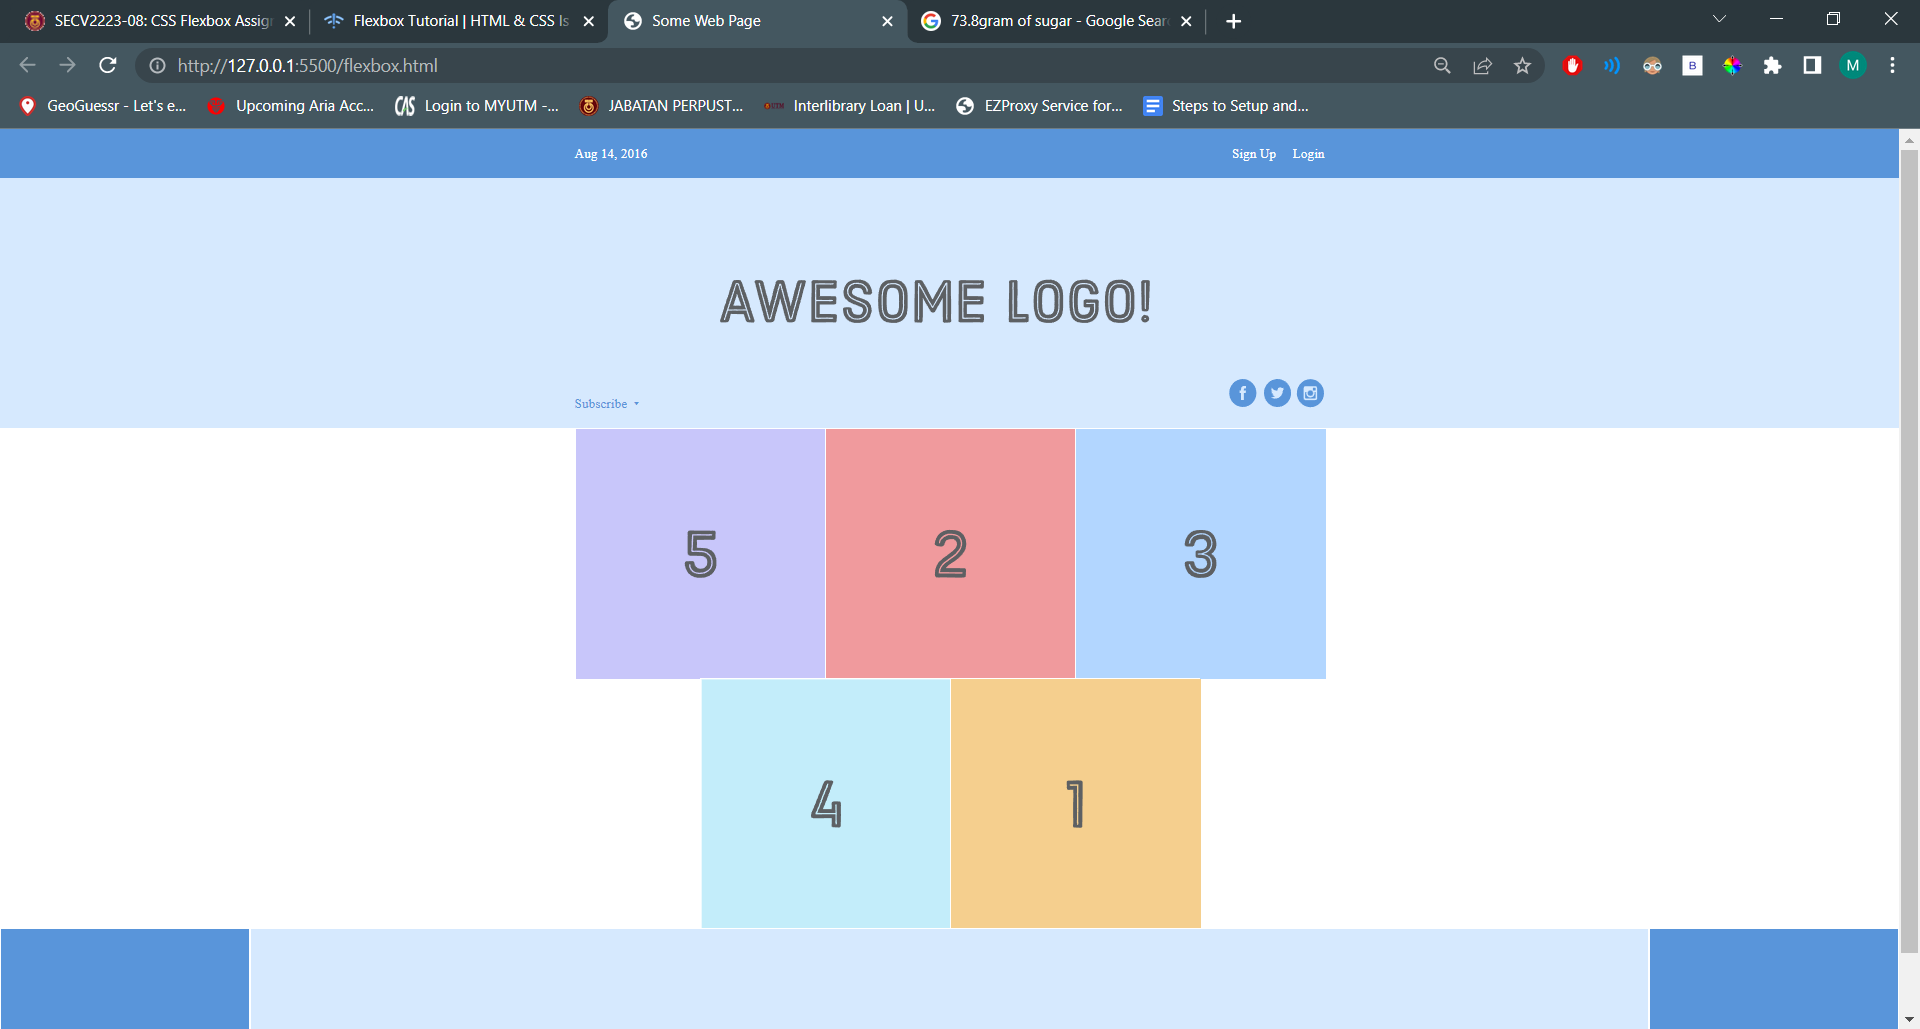 SECV2223-08: CSS Flexbox Assig
Flexbox Tutorial | HTML & CSS Is
Some Web Page
73.8gram of sugar - Google Sear
http://127.0.0.1:5500/flexbox.html
B
M
GeoGuessr - Let's e...
Upcoming Aria Acc...
CAS
Login to MYUTM -...
JABATAN PERPUST...
Interlibrary Loan | U...
EZProxy Service for...
Steps to Setup and...
Aug 14, 2016
Sign Up
Login
AWESOME LOGO!
Subscribe
5
2
3
4
1